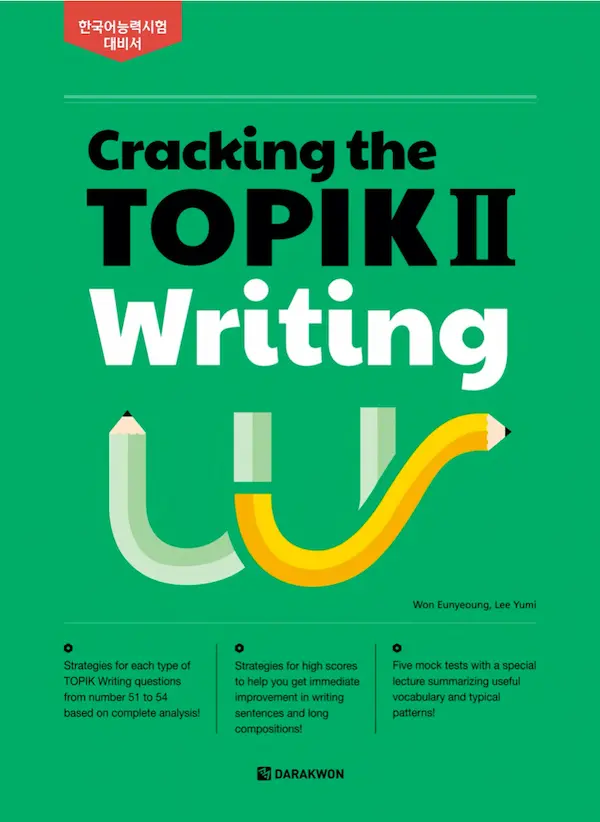 한국어능력시험
대비서
Cracking the
TOPIK II
Writing
Won Eunyeoung, Lee Yumi
Strategies for each type of
TOPIK Writing questions
from number 51 to 54
based on complete analysis!
Strategies for high scores
to help you get immediate
improvement in writing
sentences and long
compositions!
Five mock tests with a special
lecture summarizing useful
vocabulary and typical
patterns!
DARAKWON